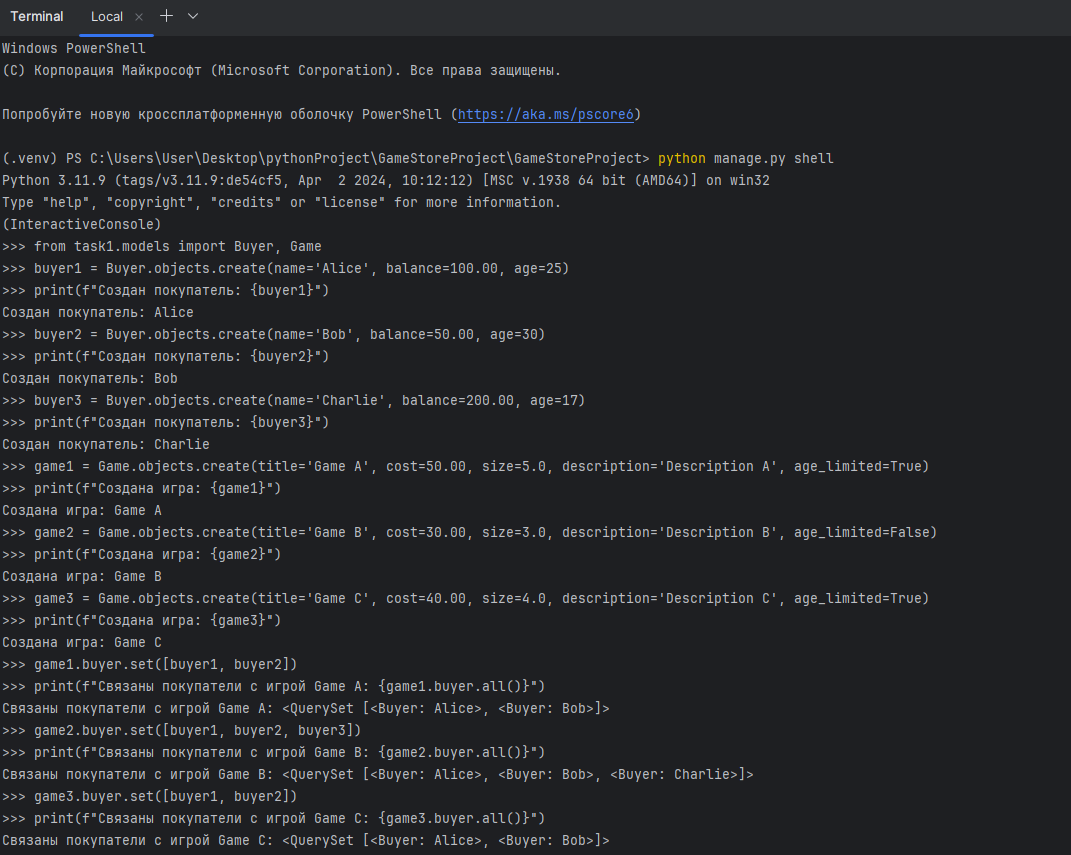 Terminal Local
Windows PowerShell
(C) Корпорация Майкрософт (Microsoft Corporation). Все права защищены.
Попробуйте новую кроссплатформенную оболочку PowerShell (https://aka.ms/pscore6)
(.venv) PS C:\Users\User\Desktop\pythonProject\GameStoreProject\GameStoreProject> python manage.py shell
Python 3.11.9 (tags/v3.11.9:de54cf5, Apr  2 2024, 10:12:12) [MSC v.1938 64 bit (AMD64)] on win32
Type "help", "copyright", "credits" or "license" for more information.
(InteractiveConsole)
>>> from task1.models import Buyer, Game
>>> buyer1 = Buyer.objects.create(name='Alice', balance=100.00, age=25)
>>> print(f"Создан покупатель: {buyer1}")
Создан покупатель: Alice
>>> buyer2 = Buyer.objects.create(name='Bob', balance=50.00, age=30)
>>> print(f"Создан покупатель: {buyer2}")
Создан покупатель: Bob
>>> buyer3 = Buyer.objects.create(name='Charlie', balance=200.00, age=17)
>>> print(f"Создан покупатель: {buyer3}")
Создан покупатель: Charlie
>>> game1 = Game.objects.create(title='Game A', cost=50.00, size=5.0, description='Description A', age_limited=True)
>>> print(f"Создана игра: {game1}")
Создана игра: Game A
>>> game2 = Game.objects.create(title='Game B', cost=30.00, size=3.0, description='Description B', age_limited=False)
>>> print(f"Создана игра: {game2}")
Создана игра: Game B
>>> game3 = Game.objects.create(title='Game C', cost=40.00, size=4.0, description='Description C', age_limited=True)
>>> print(f"Создана игра: {game3}")
Создана игра: Game C
>>> game1.buyer.set([buyer1, buyer2])
>>> print(f"Связаны покупатели с игрой Game A: {game1.buyer.all()}")
Связаны покупатели с игрой Game A: <QuerySet [<Buyer: Alice>, <Buyer: Bob>]>
>>> game2.buyer.set([buyer1, buyer2, buyer3])
>>> print(f"Связаны покупатели с игрой Game B: {game2.buyer.all()}")
Связаны покупатели с игрой Game B: <QuerySet [<Buyer: Alice>, <Buyer: Bob>, <Buyer: Charlie>]>
>>> game3.buyer.set([buyer1, buyer2])
>>> print(f"Связаны покупатели с игрой Game C: {game3.buyer.all()}")
Связаны покупатели с игрой Game C: <QuerySet [<Buyer: Alice>, <Buyer: Bob>]>